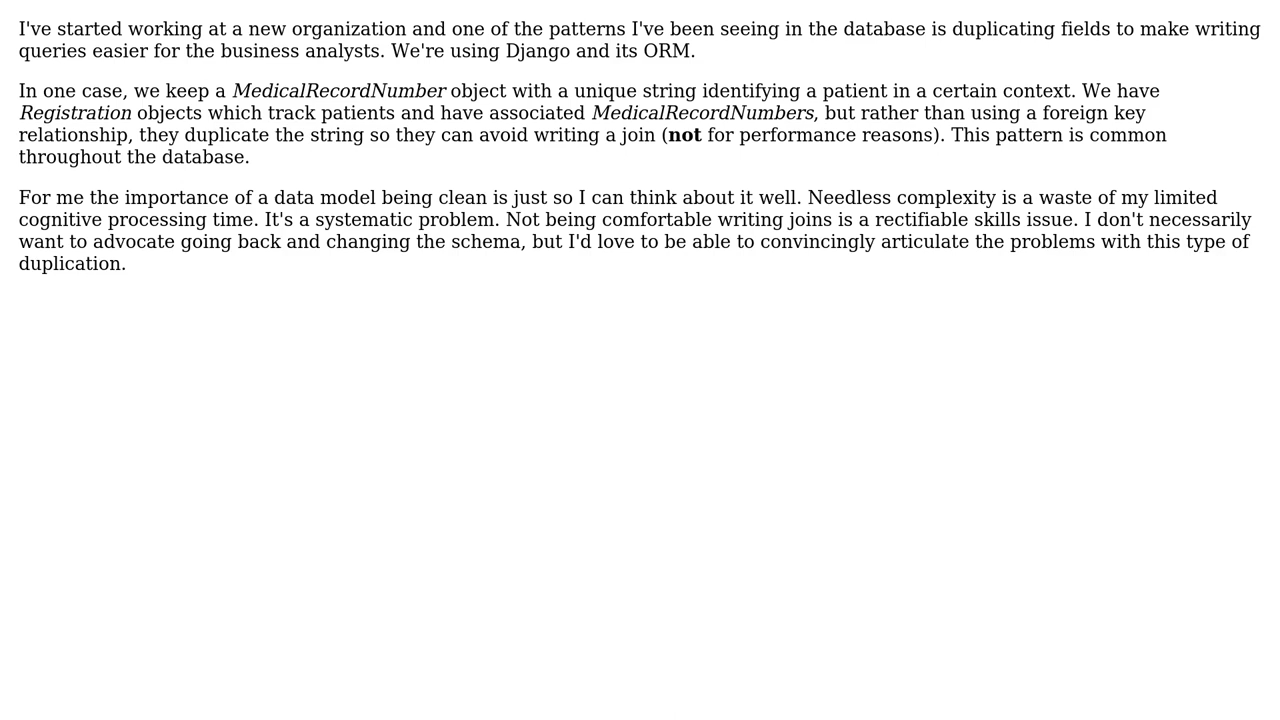 I've started working at a new organization and one of the patterns I've been seeing in the database is duplicating fields to make writing
queries easier for the business analysts. We're using Django and its ORM.
In one case, we keep a MedicalRecordNumber object with a unique string identifying a patient in a certain context. We have
Registration objects which track patients and have associated MedicalRecordNumbers, but rather than using a foreign key
relationship, they duplicate the string so they can avoid writing a join (not for performance reasons). This pattern is common
throughout the database.
For me the importance of a data model being clean is just so I can think about it well. Needless complexity is a waste of my limited
cognitive processing time. It's a systematic problem. Not being comfortable writing joins is a rectifiable skills issue. I don't necessarily
want to advocate going back and changing the schema, but I'd love to be able to convincingly articulate the problems with this type of
duplication.